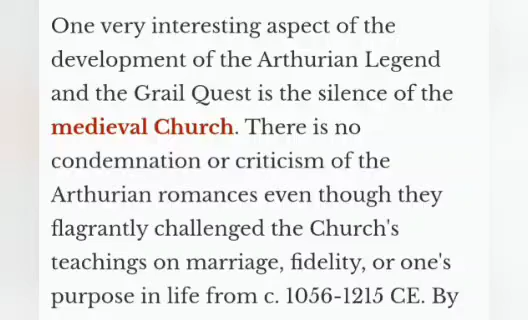 One very interesting aspect of the
development of the Arthurian Legend
and the Grail Quest is the silence of the
medieval Church. There is no
condemnation or criticism of the
Arthurian romances even though they
flagrantly challenged the Church's
teachings on marriage, fidelity, or one's
purpose in life from c. 1056-1215 CE. By